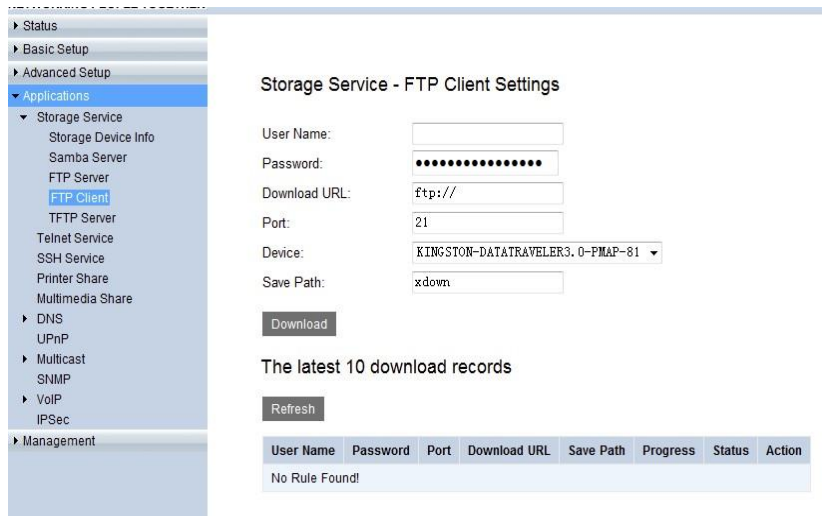 Status
Basic Setup
Advanced Setup
Applications
Storage Service
Storage Device Info
Samba Server
FTP Server
FTP Client
TFTP Server
Telnet Service
SSH Service
Printer Share
Multimedia Share
DNS
UPnP
Multicast
SNMP
VoIP
IPSec
Management
Storage Service - FTP Client Settings
User Name:
Password: ●●●●●●●●●●●●●●●●
Download URL: ftp://
Port: 21
Device: KINGSTON-DATATRAVELER3.0-PMAP-81
Save Path: xdown
Download
The latest 10 download records
Refresh
User Name Password Port Download URL Save Path Progress Status Action
No Rule Found!